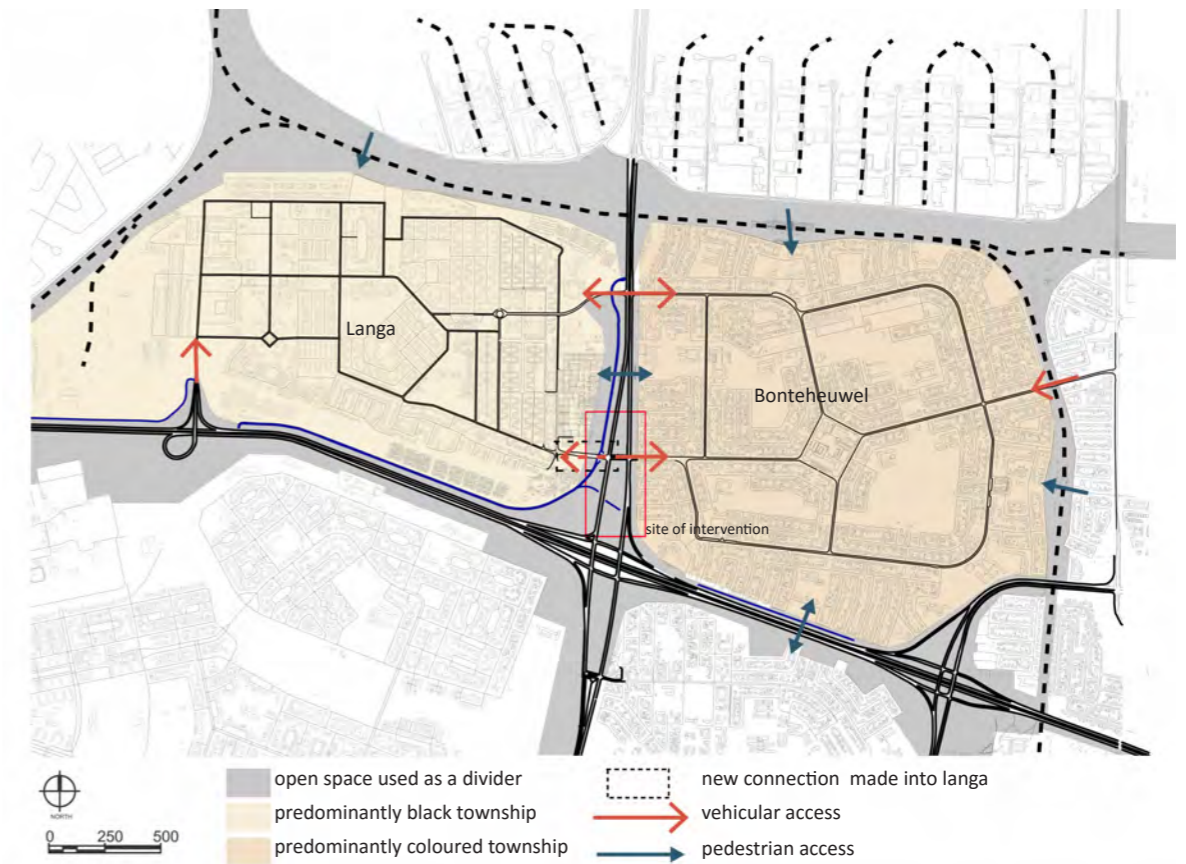 Langa
Bonteheuwel
site of intervention
NORTH
0 250 500
open space used as a divider
predominantly black township
predominantly coloured township
new connection made into langa
vehicular access
pedestrian access